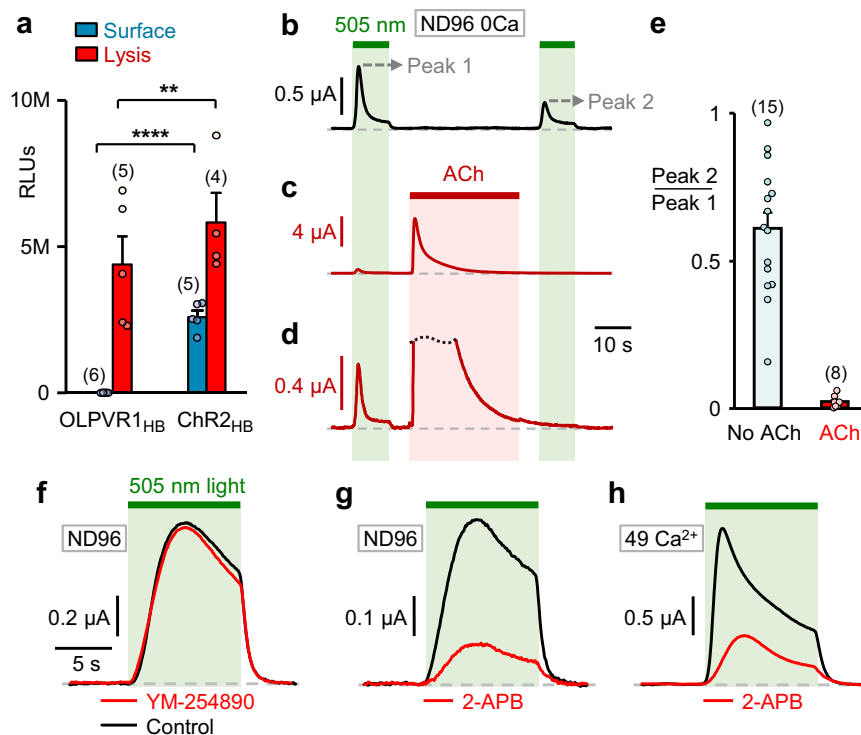 a
Surface
Lysis
10M
5M
0
RLUs
**
****
(5)
(4)
(5)
(6)
OLPVR1HB
ChR2HB
b
505 nm
ND96 0Ca
Peak 1
0.5 µA
Peak 2
c
ACh
4 µA
d
10 s
0.4 µA
e
1
(15)
Peak 2
Peak 1
0.5
(8)
0
No ACh
ACh
f
505 nm light
ND96
0.2 µA
5 s
YM-254890
Control
g
ND96
0.1 µA
2-APB
h
49 Ca²⁺
0.5 µA
2-APB